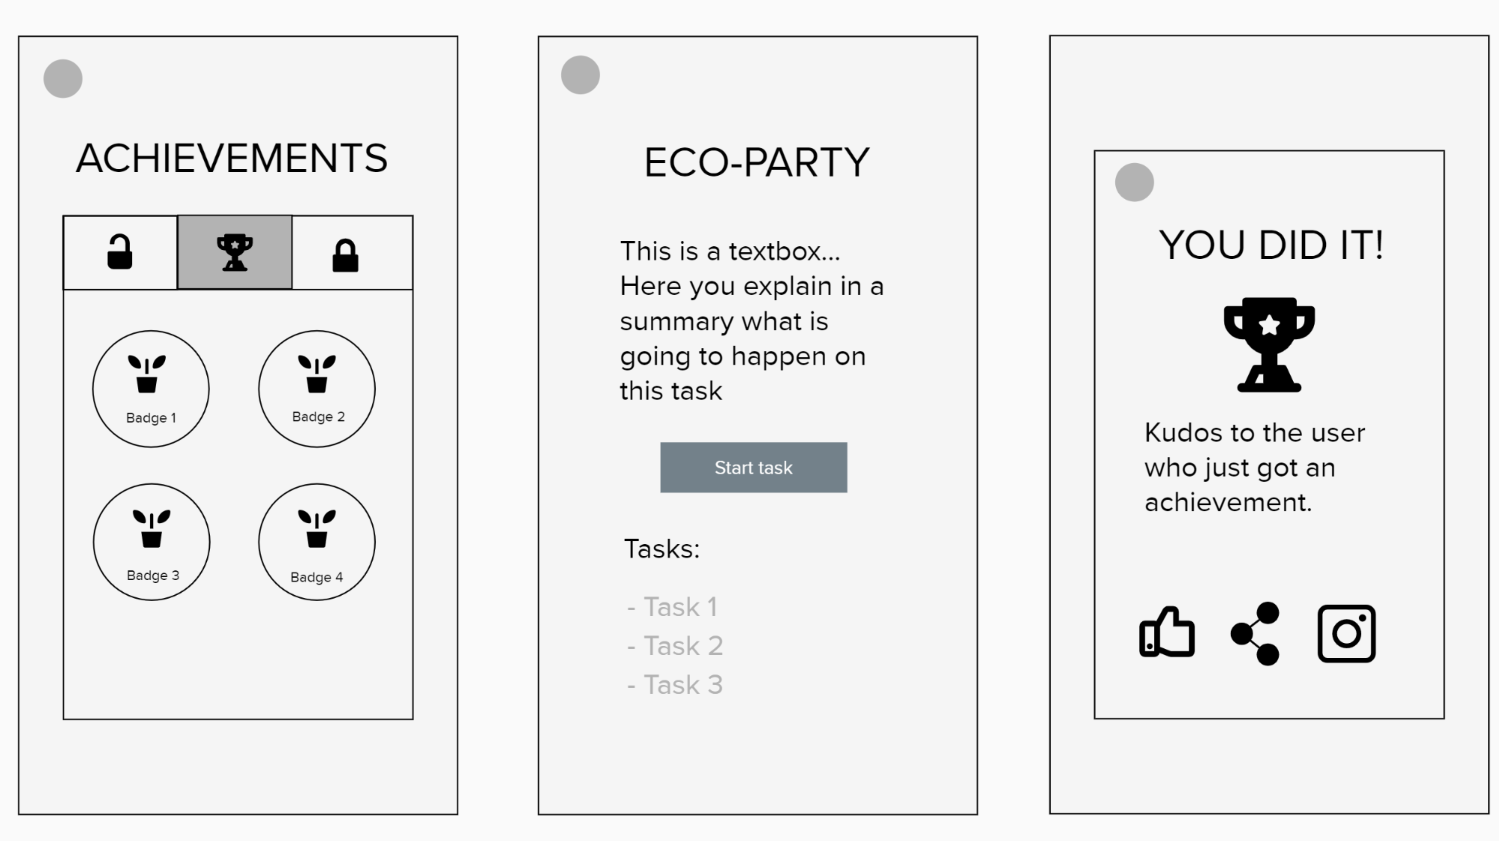 ACHIEVEMENTS
Badge 1
Badge 2
Badge 3
Badge 4
ECO-PARTY
This is a textbox...
Here you explain in a
summary what is
going to happen on
this task
Start task
Tasks:
- Task 1
- Task 2
- Task 3
YOU DID IT!
Kudos to the user
who just got an
achievement.